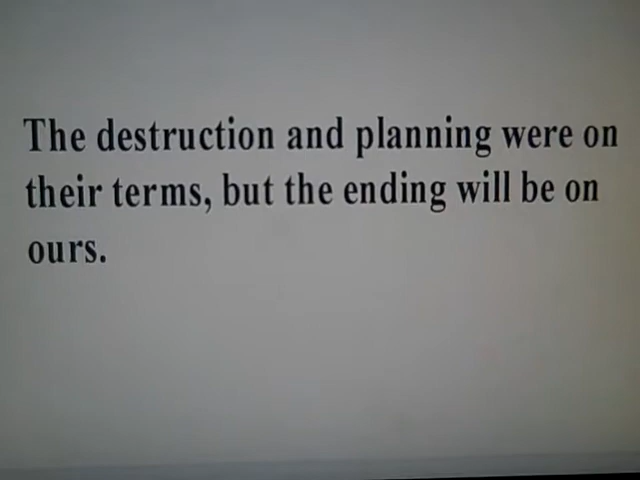 The destruction and planning were on
their terms, but the ending will be on
ours.